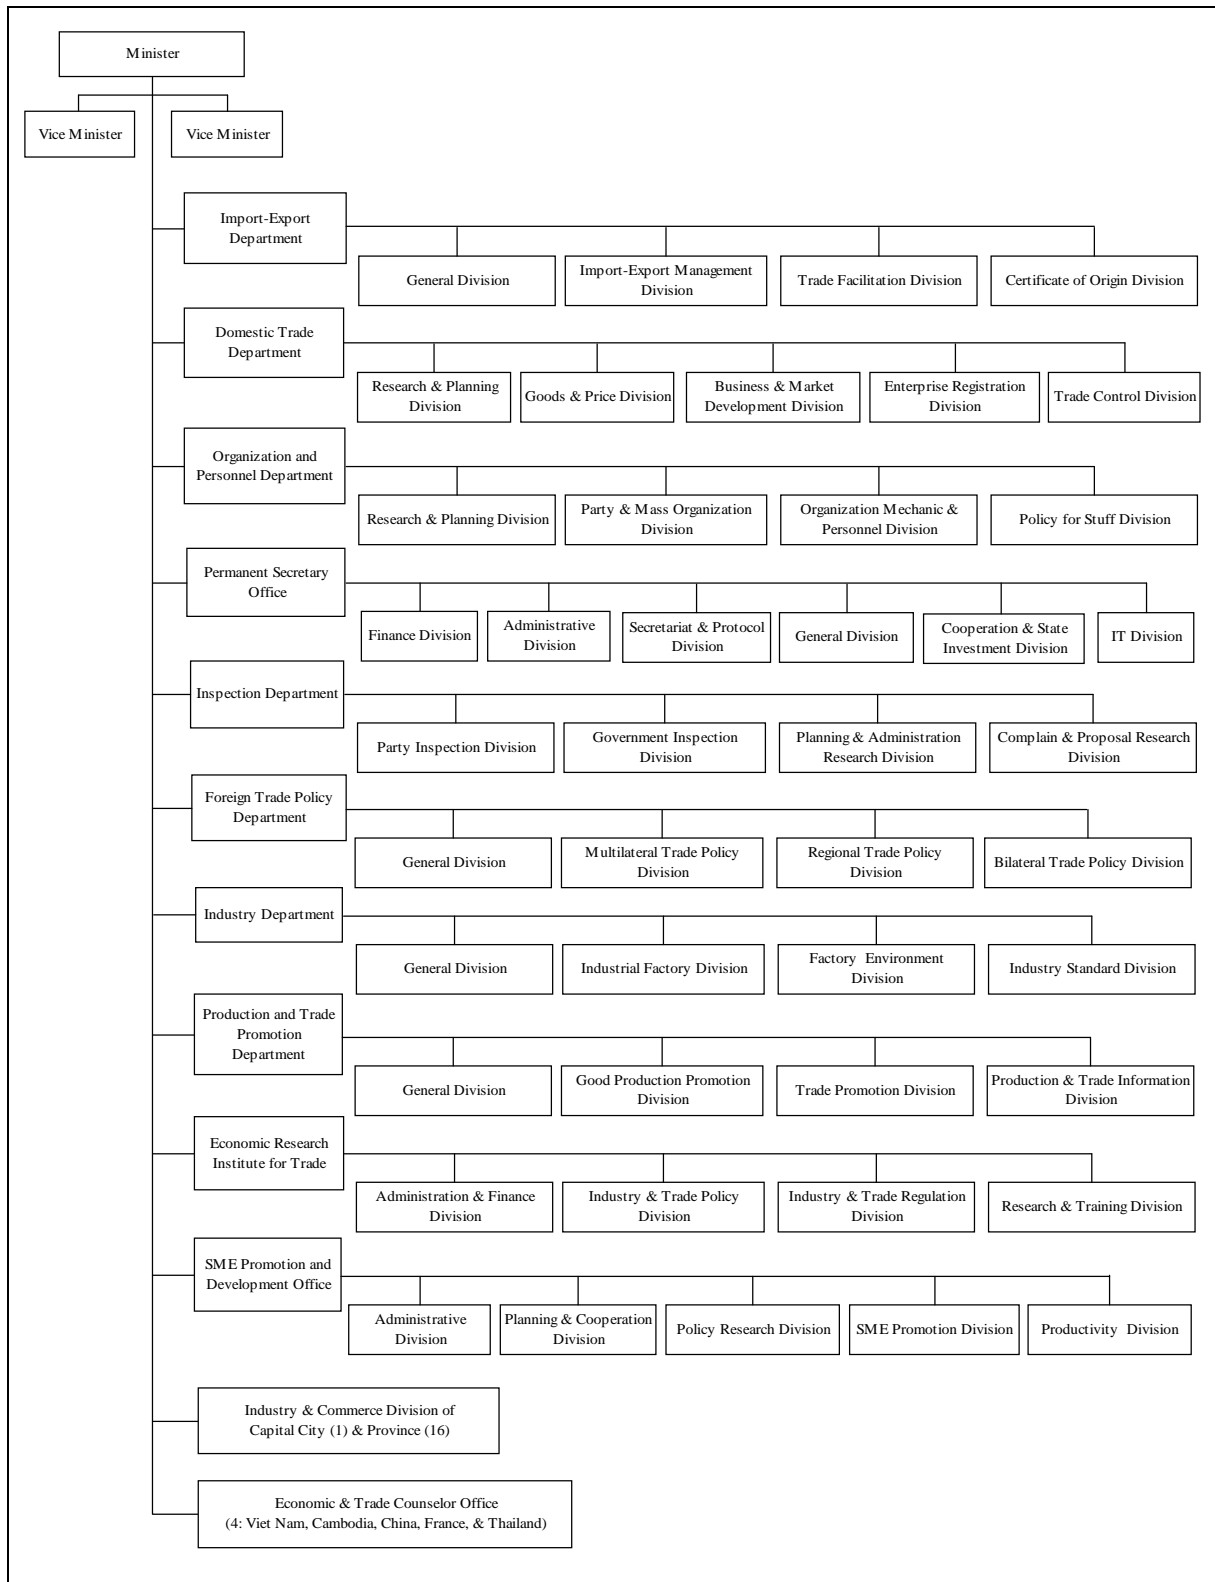 Minister
Vice Minister
Vice Minister
Import-Export
Department
General Division
Import-Export Management
Division
Trade Facilitation Division
Certificate of Origin Division
Domestic Trade
Department
Research & Planning
Division
Goods & Price Division
Business & Market
Development Division
Enterprise Registration
Division
Trade Control Division
Organization and
Personnel Department
Research & Planning Division
Party & Mass Organization
Division
Organization Mechanic &
Personnel Division
Policy for Stuff Division
Permanent Secretary
Office
Finance Division
Administrative
Division
Secretariat & Protocol
Division
General Division
Cooperation & State
Investment Division
IT Division
Inspection Department
Party Inspection Division
Government Inspection
Division
Planning & Administration
Research Division
Complain & Proposal Research
Division
Foreign Trade Policy
Department
General Division
Multilateral Trade Policy
Division
Regional Trade Policy
Division
Bilateral Trade Policy Division
Industry Department
General Division
Industrial Factory Division
Factory Environment
Division
Industry Standard Division
Production and Trade
Promotion
Department
General Division
Good Production Promotion
Division
Trade Promotion Division
Production & Trade Information
Division
Economic Research
Institute for Trade
Administration & Finance
Division
Industry & Trade Policy
Division
Industry & Trade Regulation
Division
Research & Training Division
SME Promotion and
Development Office
Administrative
Division
Planning & Cooperation
Division
Policy Research Division
SME Promotion Division
Productivity Division
Industry & Commerce Division of
Capital City (1) & Province (16)
Economic & Trade Counselor Office
(4: Viet Nam, Cambodia, China, France, & Thailand)